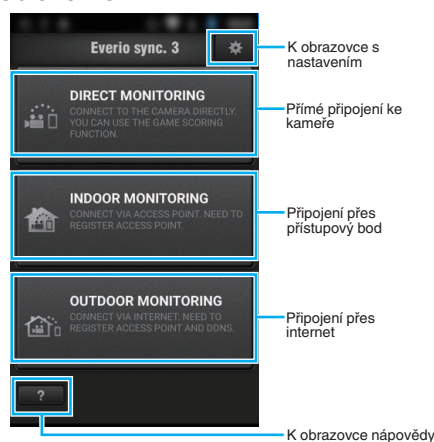 Everio sync. 3
K obrazovce s
nastavením
DIRECT MONITORING
CONNECT TO THE CAMERA DIRECTLY.
YOU CAN USE THE GAME SCORING
FUNCTION.
Přímé připojení ke
kameře
INDOOR MONITORING
CONNECT VIA ACCESS POINT. NEED TO
REGISTER ACCESS POINT.
Připojení přes
přístupový bod
OUTDOOR MONITORING
CONNECT VIA INTERNET. NEED TO
REGISTER ACCESS POINT AND DDNS.
Připojení přes
internet
?
K obrazovce nápovědy